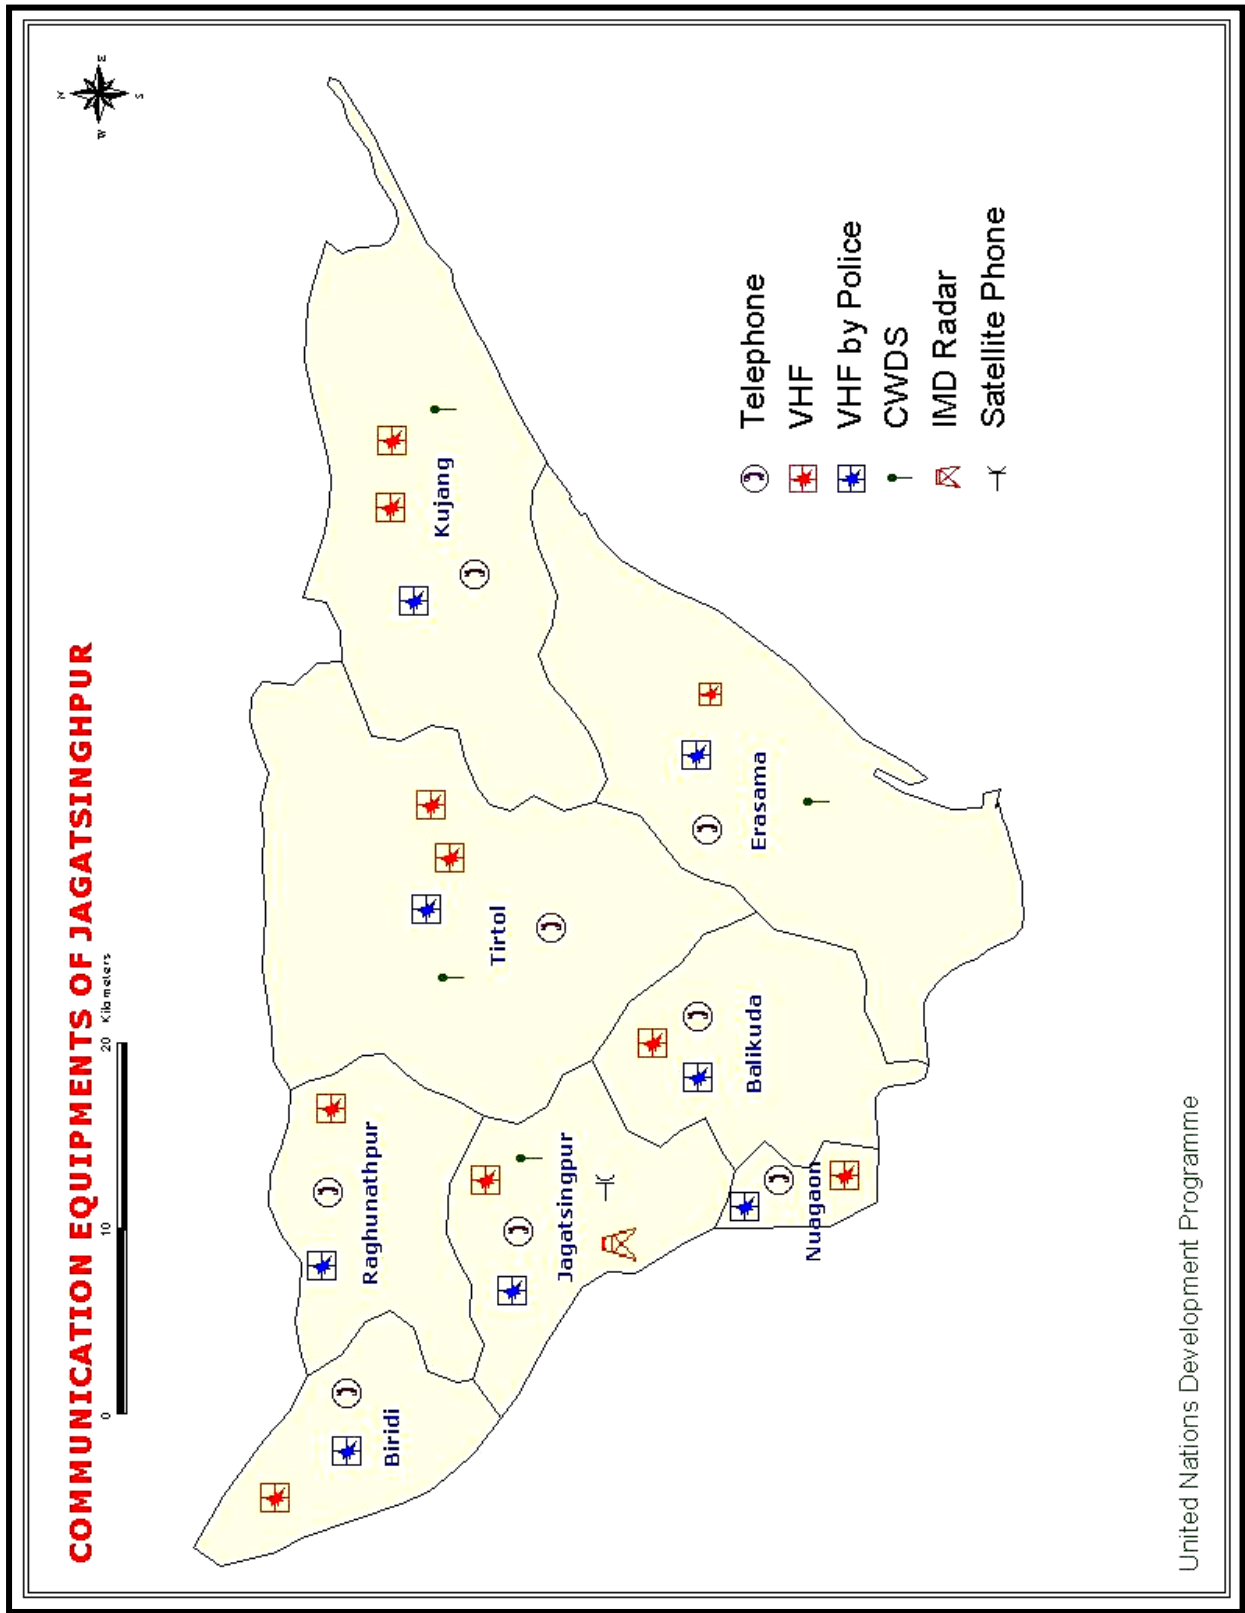 COMMUNICATION EQUIPMENTS OF JAGATSINGHPUR
0 10 20 Kilometers
N
W
E
S
Biridi
Raghunathpur
Jagatsingpur
Tirtol
Kujang
Nuagaon
Balikuda
Erasama
Telephone
VHF
VHF by Police
CWDS
IMD Radar
Satellite Phone
United Nations Development Programme